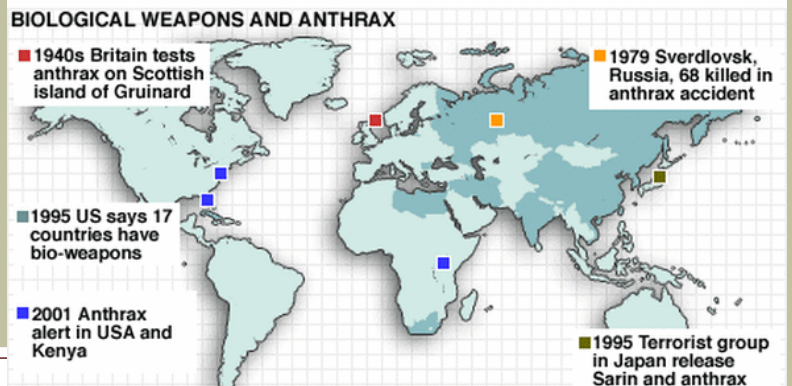 BIOLOGICAL WEAPONS AND ANTHRAX
1940s Britain tests
anthrax on Scottish
island of Gruinard
1979 Sverdlovsk,
Russia, 68 killed in
anthrax accident
1995 US says 17
countries have
bio-weapons
2001 Anthrax
alert in USA and
Kenya
1995 Terrorist group
in Japan release
Sarin and anthrax